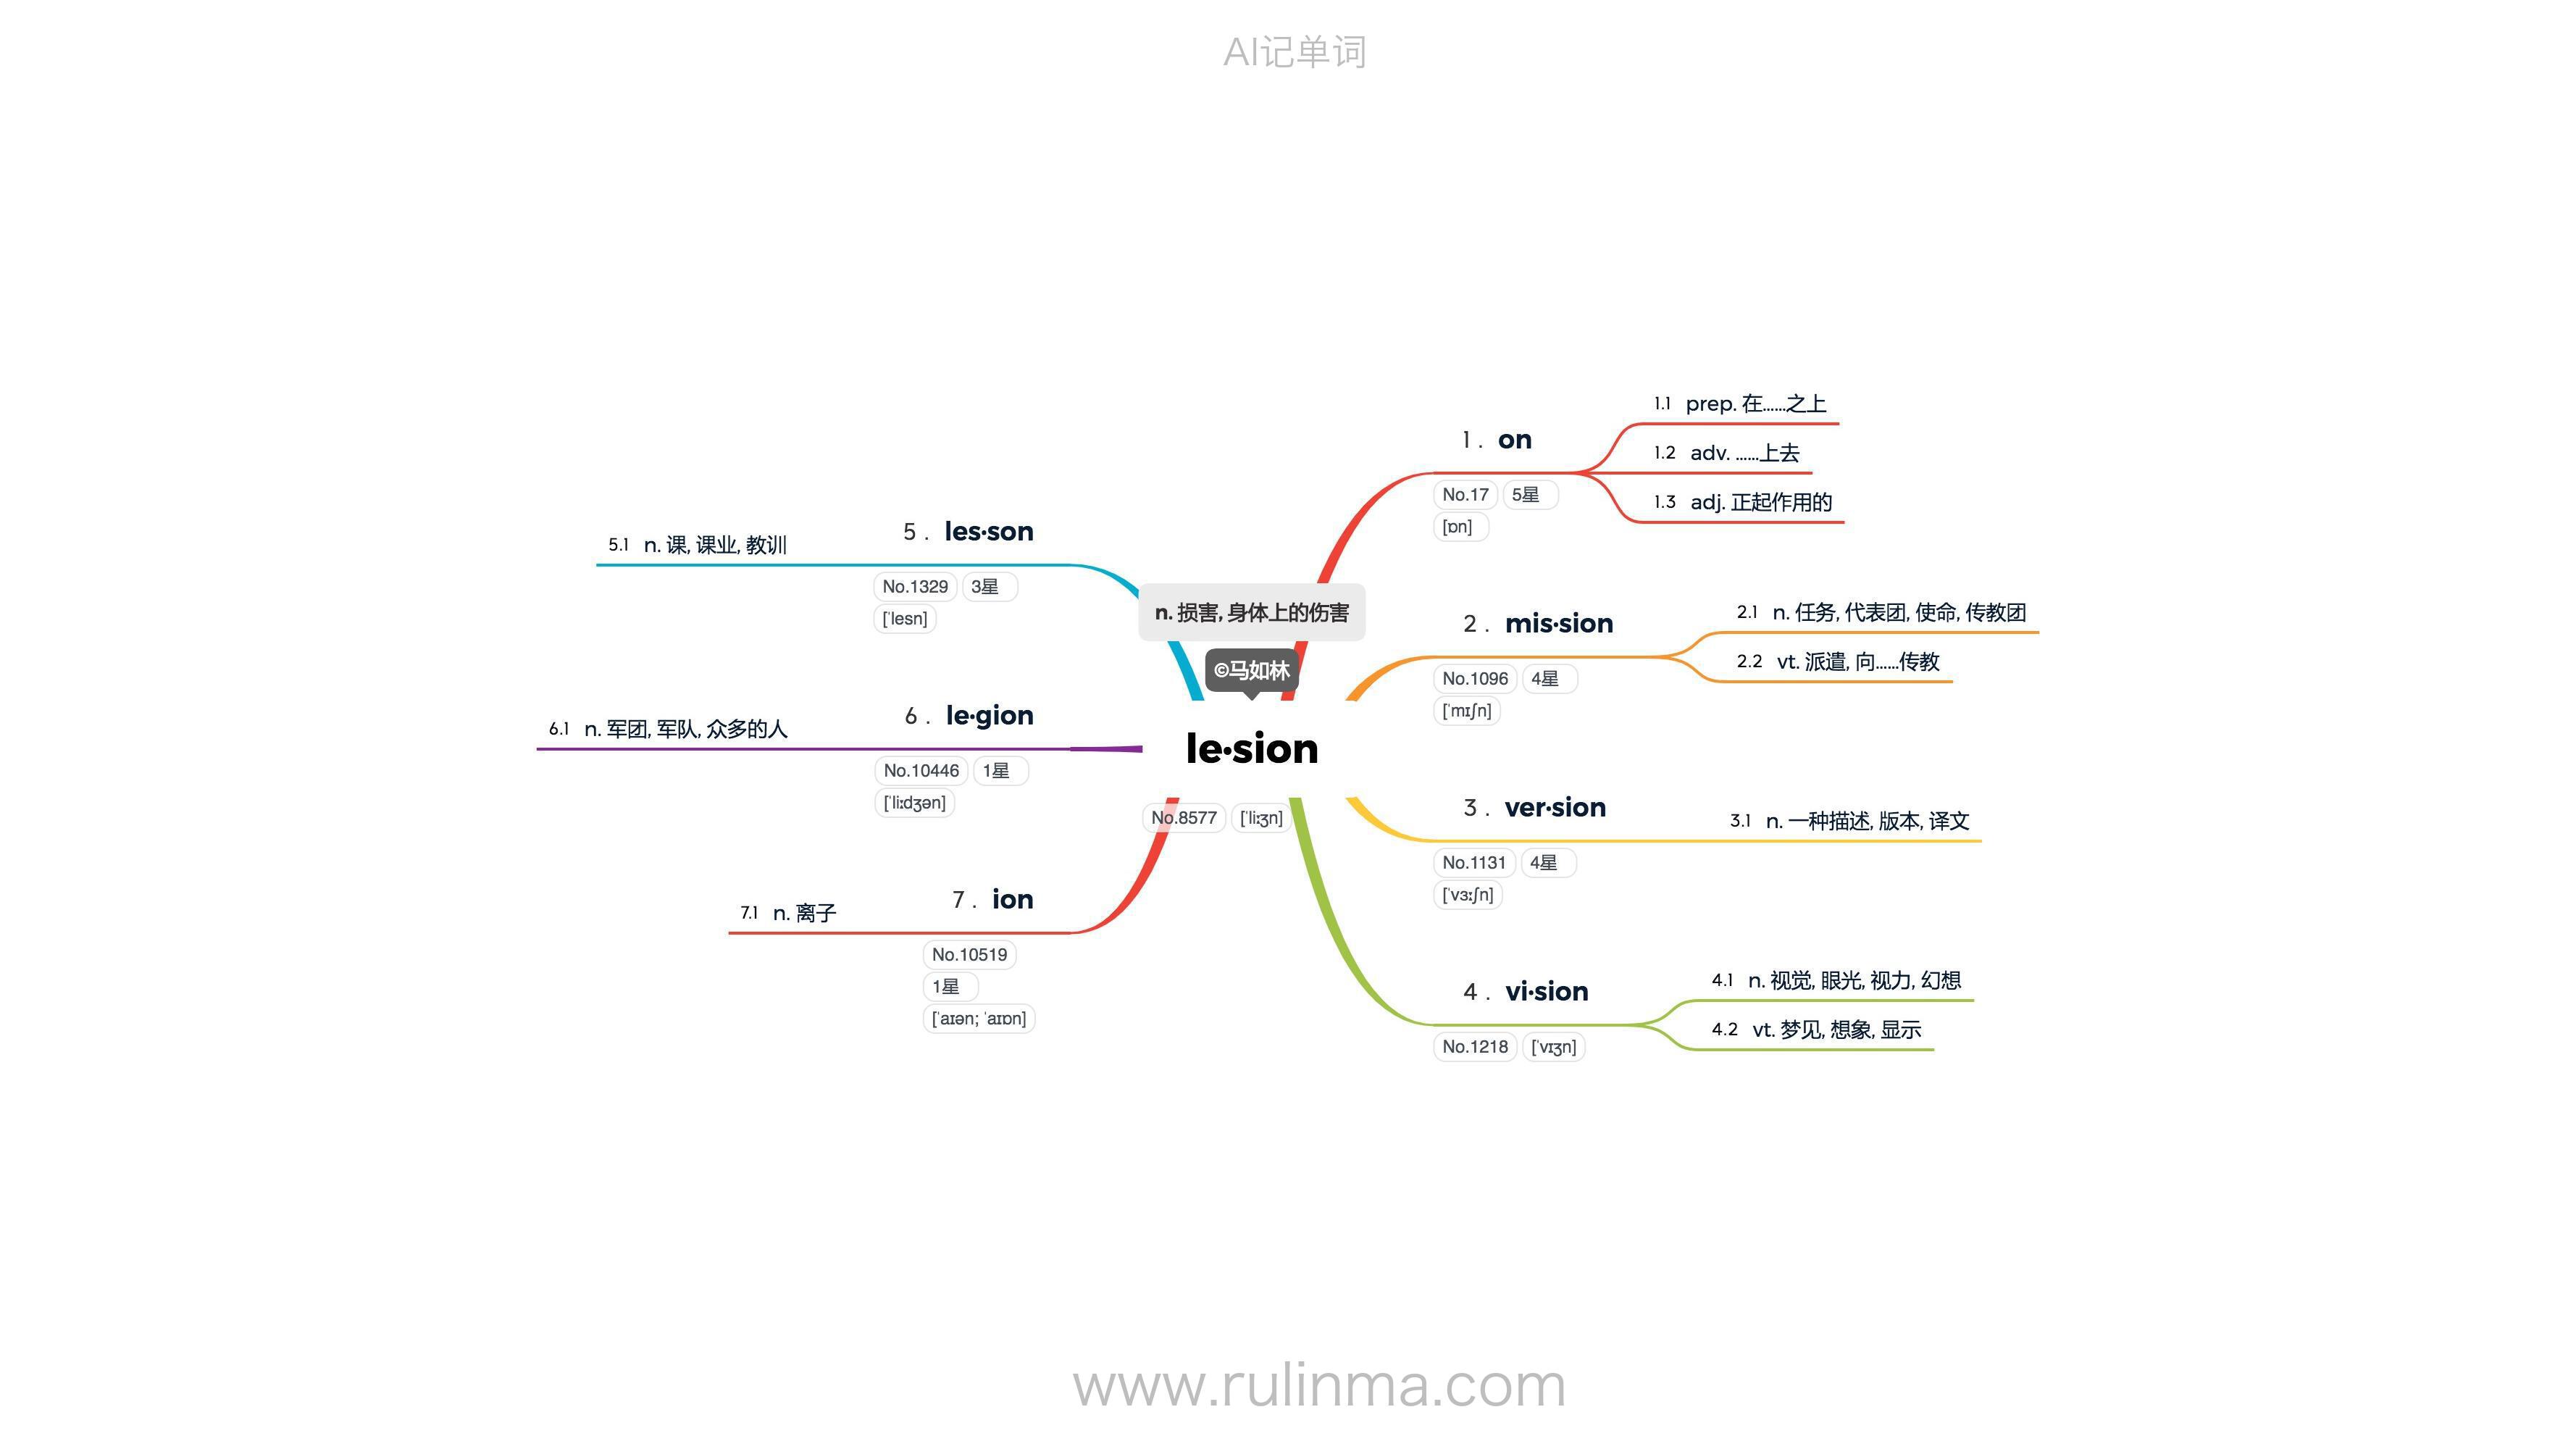 AI记单词
n. 损害, 身体上的伤害
©马如林
le·sion
No.8577 ['liːʒn]
1 . on
No.17 5星
[ɒn]
1.1 prep. 在……之上
1.2 adv. ……上去
1.3 adj. 正起作用的
2 . mis·sion
No.1096 4星
['mɪʃn]
2.1 n. 任务, 代表团, 使命, 传教团
2.2 vt. 派遣, 向……传教
3 . ver·sion
No.1131 4星
['vɜːʃn]
3.1 n. 一种描述, 版本, 译文
4 . vi·sion
No.1218 ['vɪʒn]
4.1 n. 视觉, 眼光, 视力, 幻想
4.2 vt. 梦见, 想象, 显示
5 . les·son
No.1329 3星
['lesn]
5.1 n. 课, 课业, 教训
6 . le·gion
No.10446 1星
['liːdʒən]
6.1 n. 军团, 军队, 众多的人
7 . ion
No.10519
1星
['aɪən; 'aɪɒn]
7.1 n. 离子
www.rulinma.com